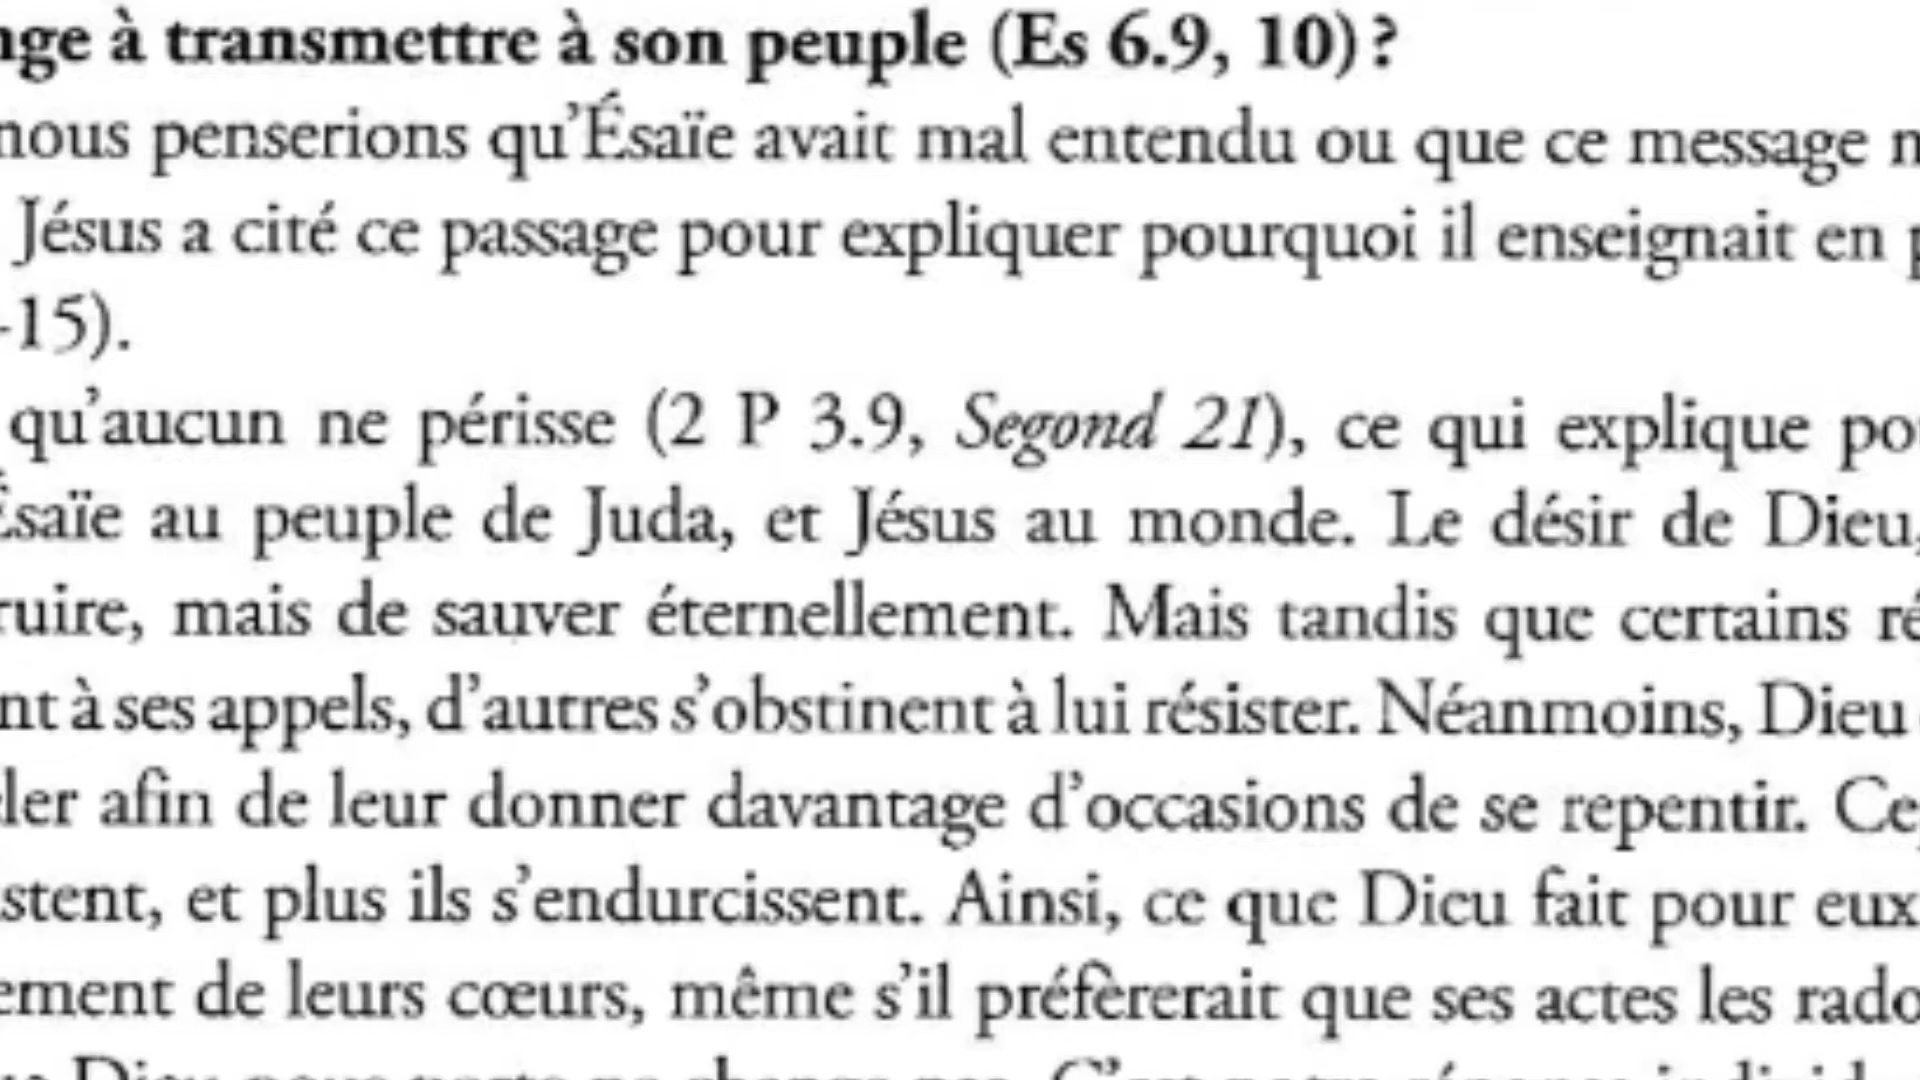 nge à transmettre à son peuple (Es 6.9, 10) ?
nous penserions qu'Ésaïe avait mal entendu ou que ce message n
Jésus a cité ce passage pour expliquer pourquoi il enseignait en p
-15).
qu'aucun ne périsse (2 P 3.9, Segond 21), ce qui explique po
Ésaïe au peuple de Juda, et Jésus au monde. Le désir de Dieu,
ruire, mais de sauver éternellement. Mais tandis que certains ré
nt à ses appels, d'autres s'obstinent à lui résister. Néanmoins, Dieu
ler afin de leur donner davantage d'occasions de se repentir. Ce
stent, et plus ils s'endurcissent. Ainsi, ce que Dieu fait pour eux
ement de leurs cœurs, même s'il préfèrerait que ses actes les rado